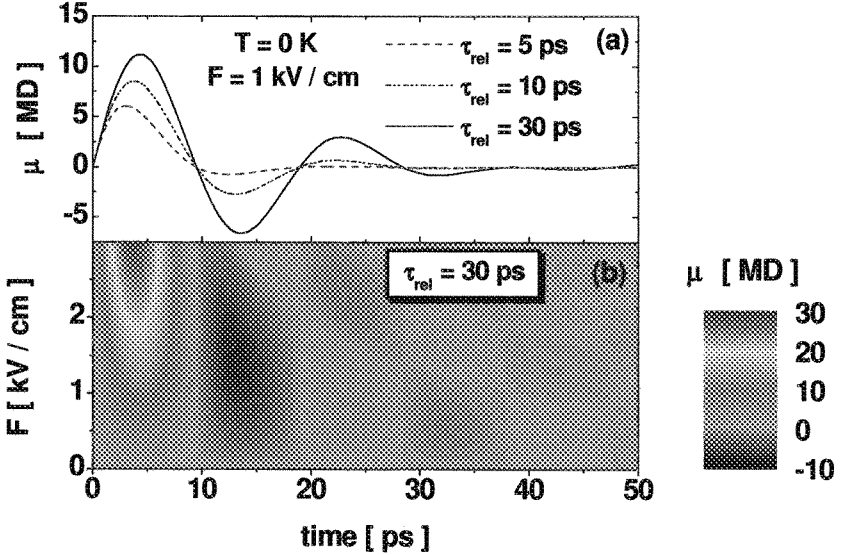 15
10
5
0
-5
μ [ MD]
T = 0 K
F = 1 kV / cm
τrel = 5 ps
τrel = 10 ps
τrel = 30 ps
(a)
τrel = 30 ps
(b)
2
1
0
F [ kV / cm]
0 10 20 30 40 50
time [ ps]
μ [ MD]
30
20
10
0
-10